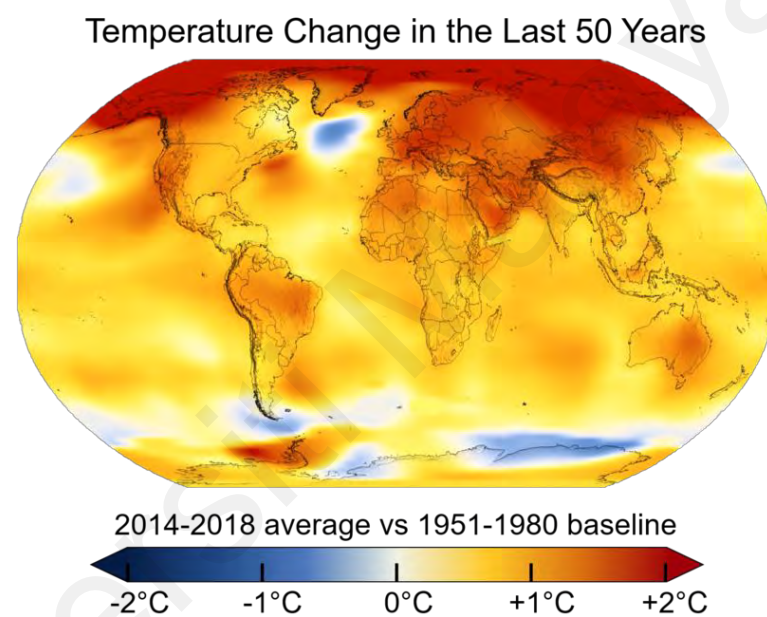 Temperature Change in the Last 50 Years
2014-2018 average vs 1951-1980 baseline
-2°C -1°C 0°C +1°C +2°C